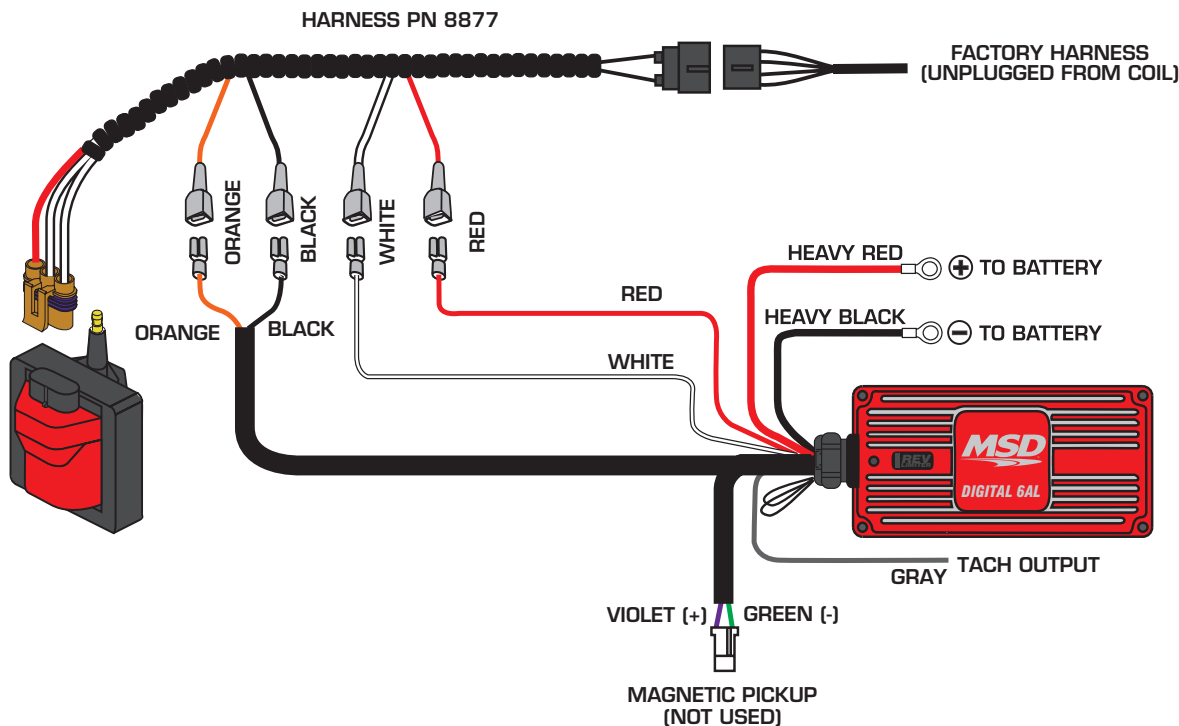 HARNESS PN 8877
FACTORY HARNESS
(UNPLUGGED FROM COIL)
ORANGE
BLACK
WHITE
RED
HEAVY RED
+ TO BATTERY
RED
HEAVY BLACK
- TO BATTERY
ORANGE
BLACK
WHITE
REV
LIMITER
MSD
DIGITAL 6AL
GRAY
TACH OUTPUT
VIOLET (+)
GREEN (-)
MAGNETIC PICKUP
(NOT USED)